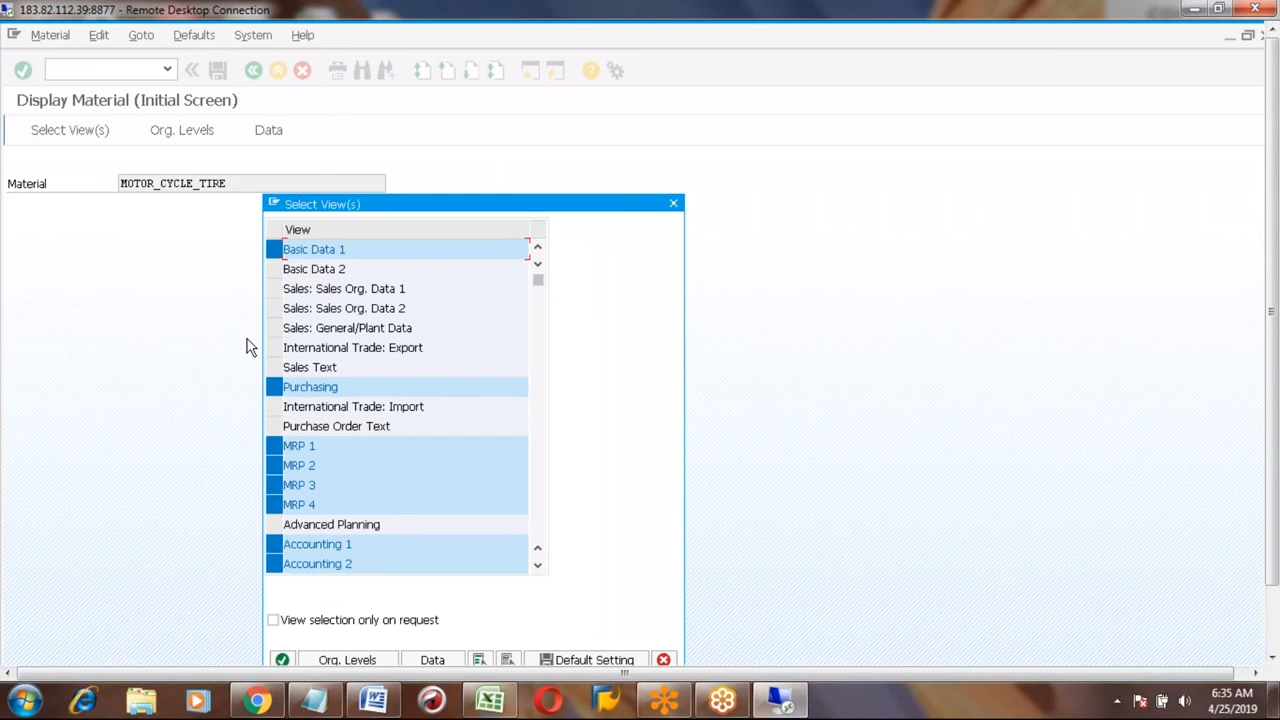 183.82.112.39:8877 - Remote Desktop Connection
Material Edit Goto Defaults System Help
Display Material (Initial Screen)
Select View(s) Org. Levels Data
Material MOTOR_CYCLE_TIRE
Select View(s)
View
Basic Data 1
Basic Data 2
Sales: Sales Org. Data 1
Sales: Sales Org. Data 2
Sales: General/Plant Data
International Trade: Export
Sales Text
Purchasing
International Trade: Import
Purchase Order Text
MRP 1
MRP 2
MRP 3
MRP 4
Advanced Planning
Accounting 1
Accounting 2
View selection only on request
Org. Levels Data Default Setting
6:35 AM
4/25/2019